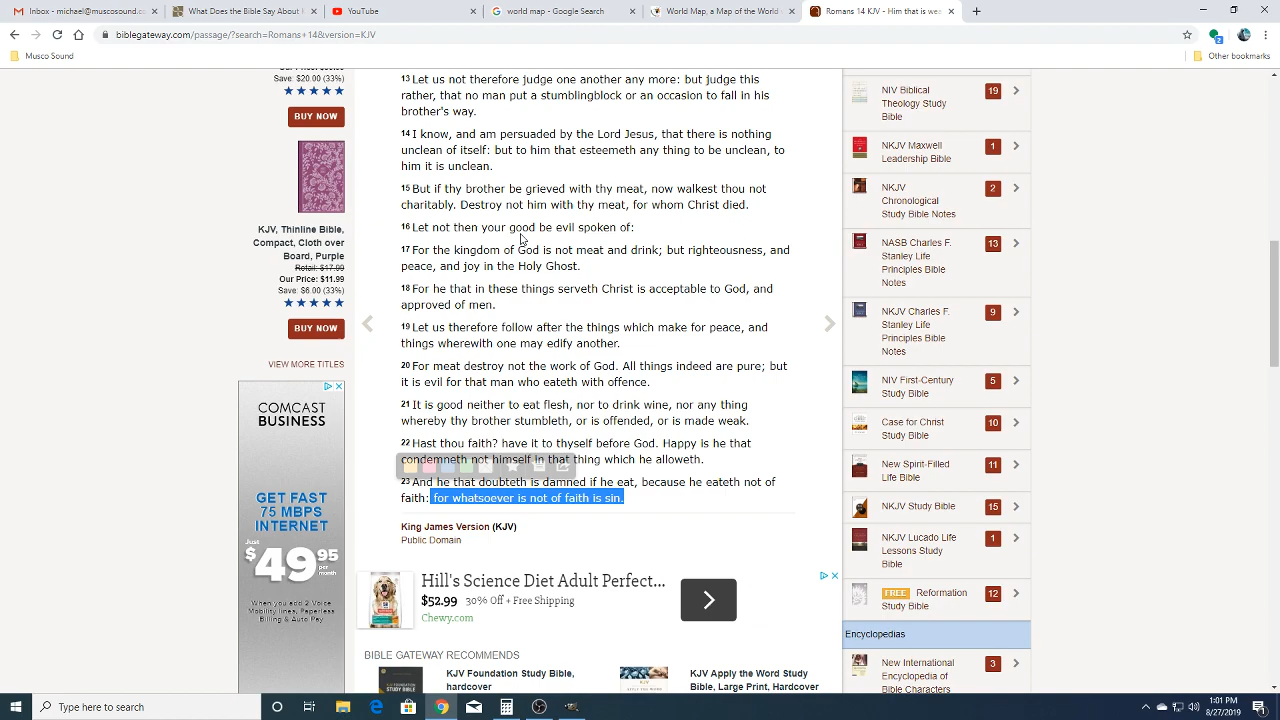 Inbox - michael@muscosound.co
What Does the Bible Say About
YouTube
world map - Google Search
World Map, a Map of the World
Romans 14 KJV - Him that is wea
biblegateway.com/passage/?search=Romans+14&version=KJV
Musco Sound
Other bookmarks
Save: $20.00 (33%)
BUY NOW
KJV, Thinline Bible,
Compact, Cloth over
Board, Purple
Retail: $17.99
Our Price: $11.99
Save: $6.00 (33%)
BUY NOW
VIEW MORE TITLES
COMCAST
BUSINESS
GET FAST
75 MBPS
INTERNET
Just
$49.95
per month
When you add 2 Voice
Mobility lines, Paperless
Billing & Auto Pay
13 Let us not therefore judge one another any more: but judge this
rather, that no man put a stumblingblock or an occasion to fall in his
brother's way.
14 I know, and am persuaded by the Lord Jesus, that there is nothing
unclean of itself: but to him that esteemeth any thing to be unclean, to
him it is unclean.
15 But if thy brother be grieved with thy meat, now walkest thou not
charitably. Destroy not him with thy meat, for whom Christ died.
16 Let not then your good be evil spoken of:
17 For the kingdom of God is not meat and drink; but righteousness, and
peace, and joy in the Holy Ghost.
18 For he that in these things serveth Christ is acceptable to God, and
approved of men.
19 Let us therefore follow after the things which make for peace, and
things wherewith one may edify another.
20 For meat destroy not the work of God. All things indeed are pure; but
it is evil for that man who eateth with offence.
21 It is good neither to eat flesh, nor to drink wine, nor any thing
whereby thy brother stumbleth, or is offended, or is made weak.
22 Hast thou faith? have it to thyself before God. Happy is he that
condemneth not himself in that thing which he alloweth.
23 And he that doubteth is damned if he eat, because he eateth not of
faith: for whatsoever is not of faith is sin.
King James Version (KJV)
Public Domain
Hill's Science Diet Adult Perfect...
$52.99 30% Off + Free Shipping
Chewy.com
BIBLE GATEWAY RECOMMENDS
KJV Foundation Study Bible,
hardcover
KJV FOUNDATION
STUDY BIBLE
KJV Apply the Word Study
Bible, Large Print, Hardcover
NIV Biblical
Theology Study
Bible
19
NKJV Maxwell
Leadership Bible
1
NKJV
Chronological
Study Bible Notes
2
NASB Charles F.
Stanley Life
Principles Bible
Notes
13
NKJV Charles F.
Stanley Life
Principles Bible
Notes
9
NIV First-Century
Study Bible
5
Case for Christ
Study Bible
10
New Spirit-Filled
Life Bible
11
NKJV Study Bible
15
NKJV Lucado Life
Lessons Study
Bible
1
FREE Reformation
Study Bible
12
Encyclopedias
New International
Encyclopedia of
Bible Characters
3
Type here to search
1:01 PM
8/27/2019